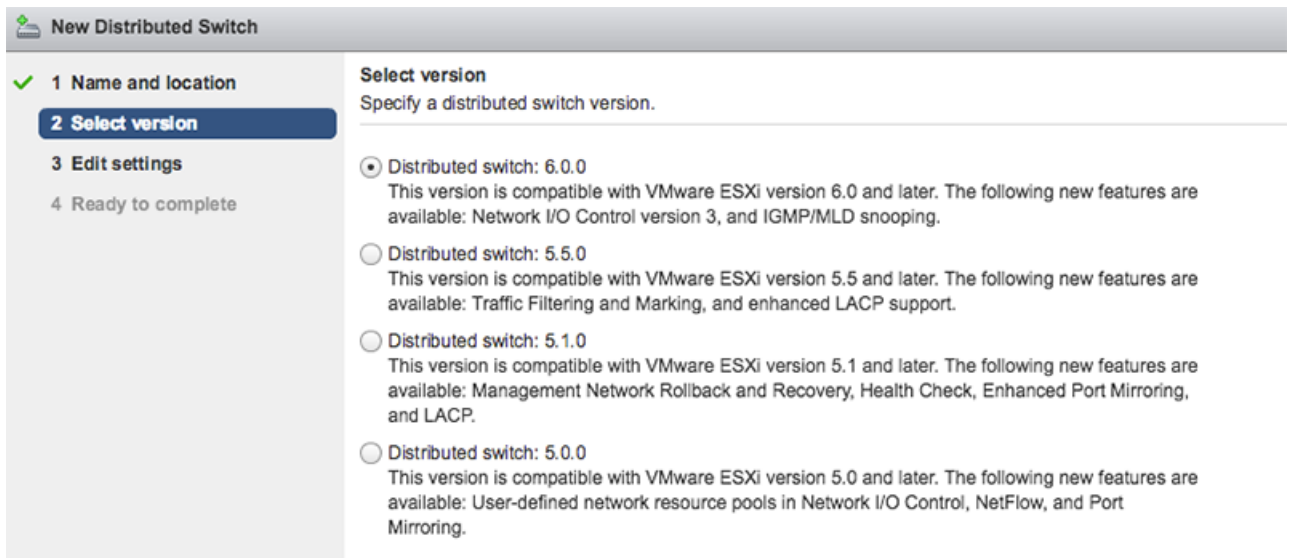 New Distributed Switch
1 Name and location
2 Select version
3 Edit settings
4 Ready to complete
Select version
Specify a distributed switch version.
Distributed switch: 6.0.0
This version is compatible with VMware ESXi version 6.0 and later. The following new features are
available: Network I/O Control version 3, and IGMP/MLD snooping.
Distributed switch: 5.5.0
This version is compatible with VMware ESXi version 5.5 and later. The following new features are
available: Traffic Filtering and Marking, and enhanced LACP support.
Distributed switch: 5.1.0
This version is compatible with VMware ESXi version 5.1 and later. The following new features are
available: Management Network Rollback and Recovery, Health Check, Enhanced Port Mirroring,
and LACP.
Distributed switch: 5.0.0
This version is compatible with VMware ESXi version 5.0 and later. The following new features are
available: User-defined network resource pools in Network I/O Control, NetFlow, and Port
Mirroring.